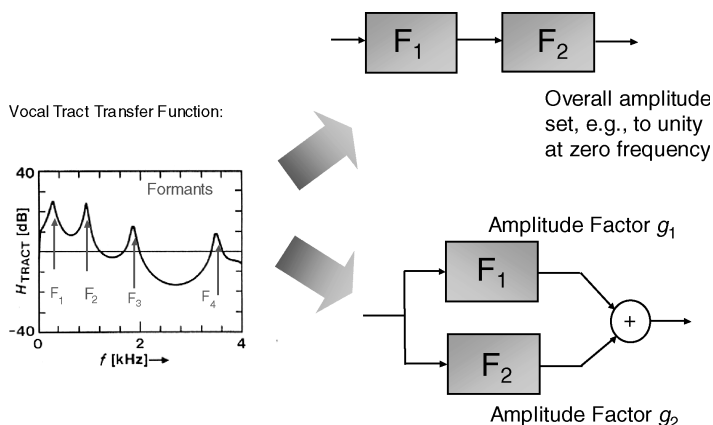 F1
F2
Overall amplitude
set, e.g., to unity
at zero frequency
Vocal Tract Transfer Function:
40
Formants
HTRACT [dB]
F1
F2
F3
F4
-40
0
2
4
f [kHz]→
Amplitude Factor g1
F1
+
F2
Amplitude Factor g2